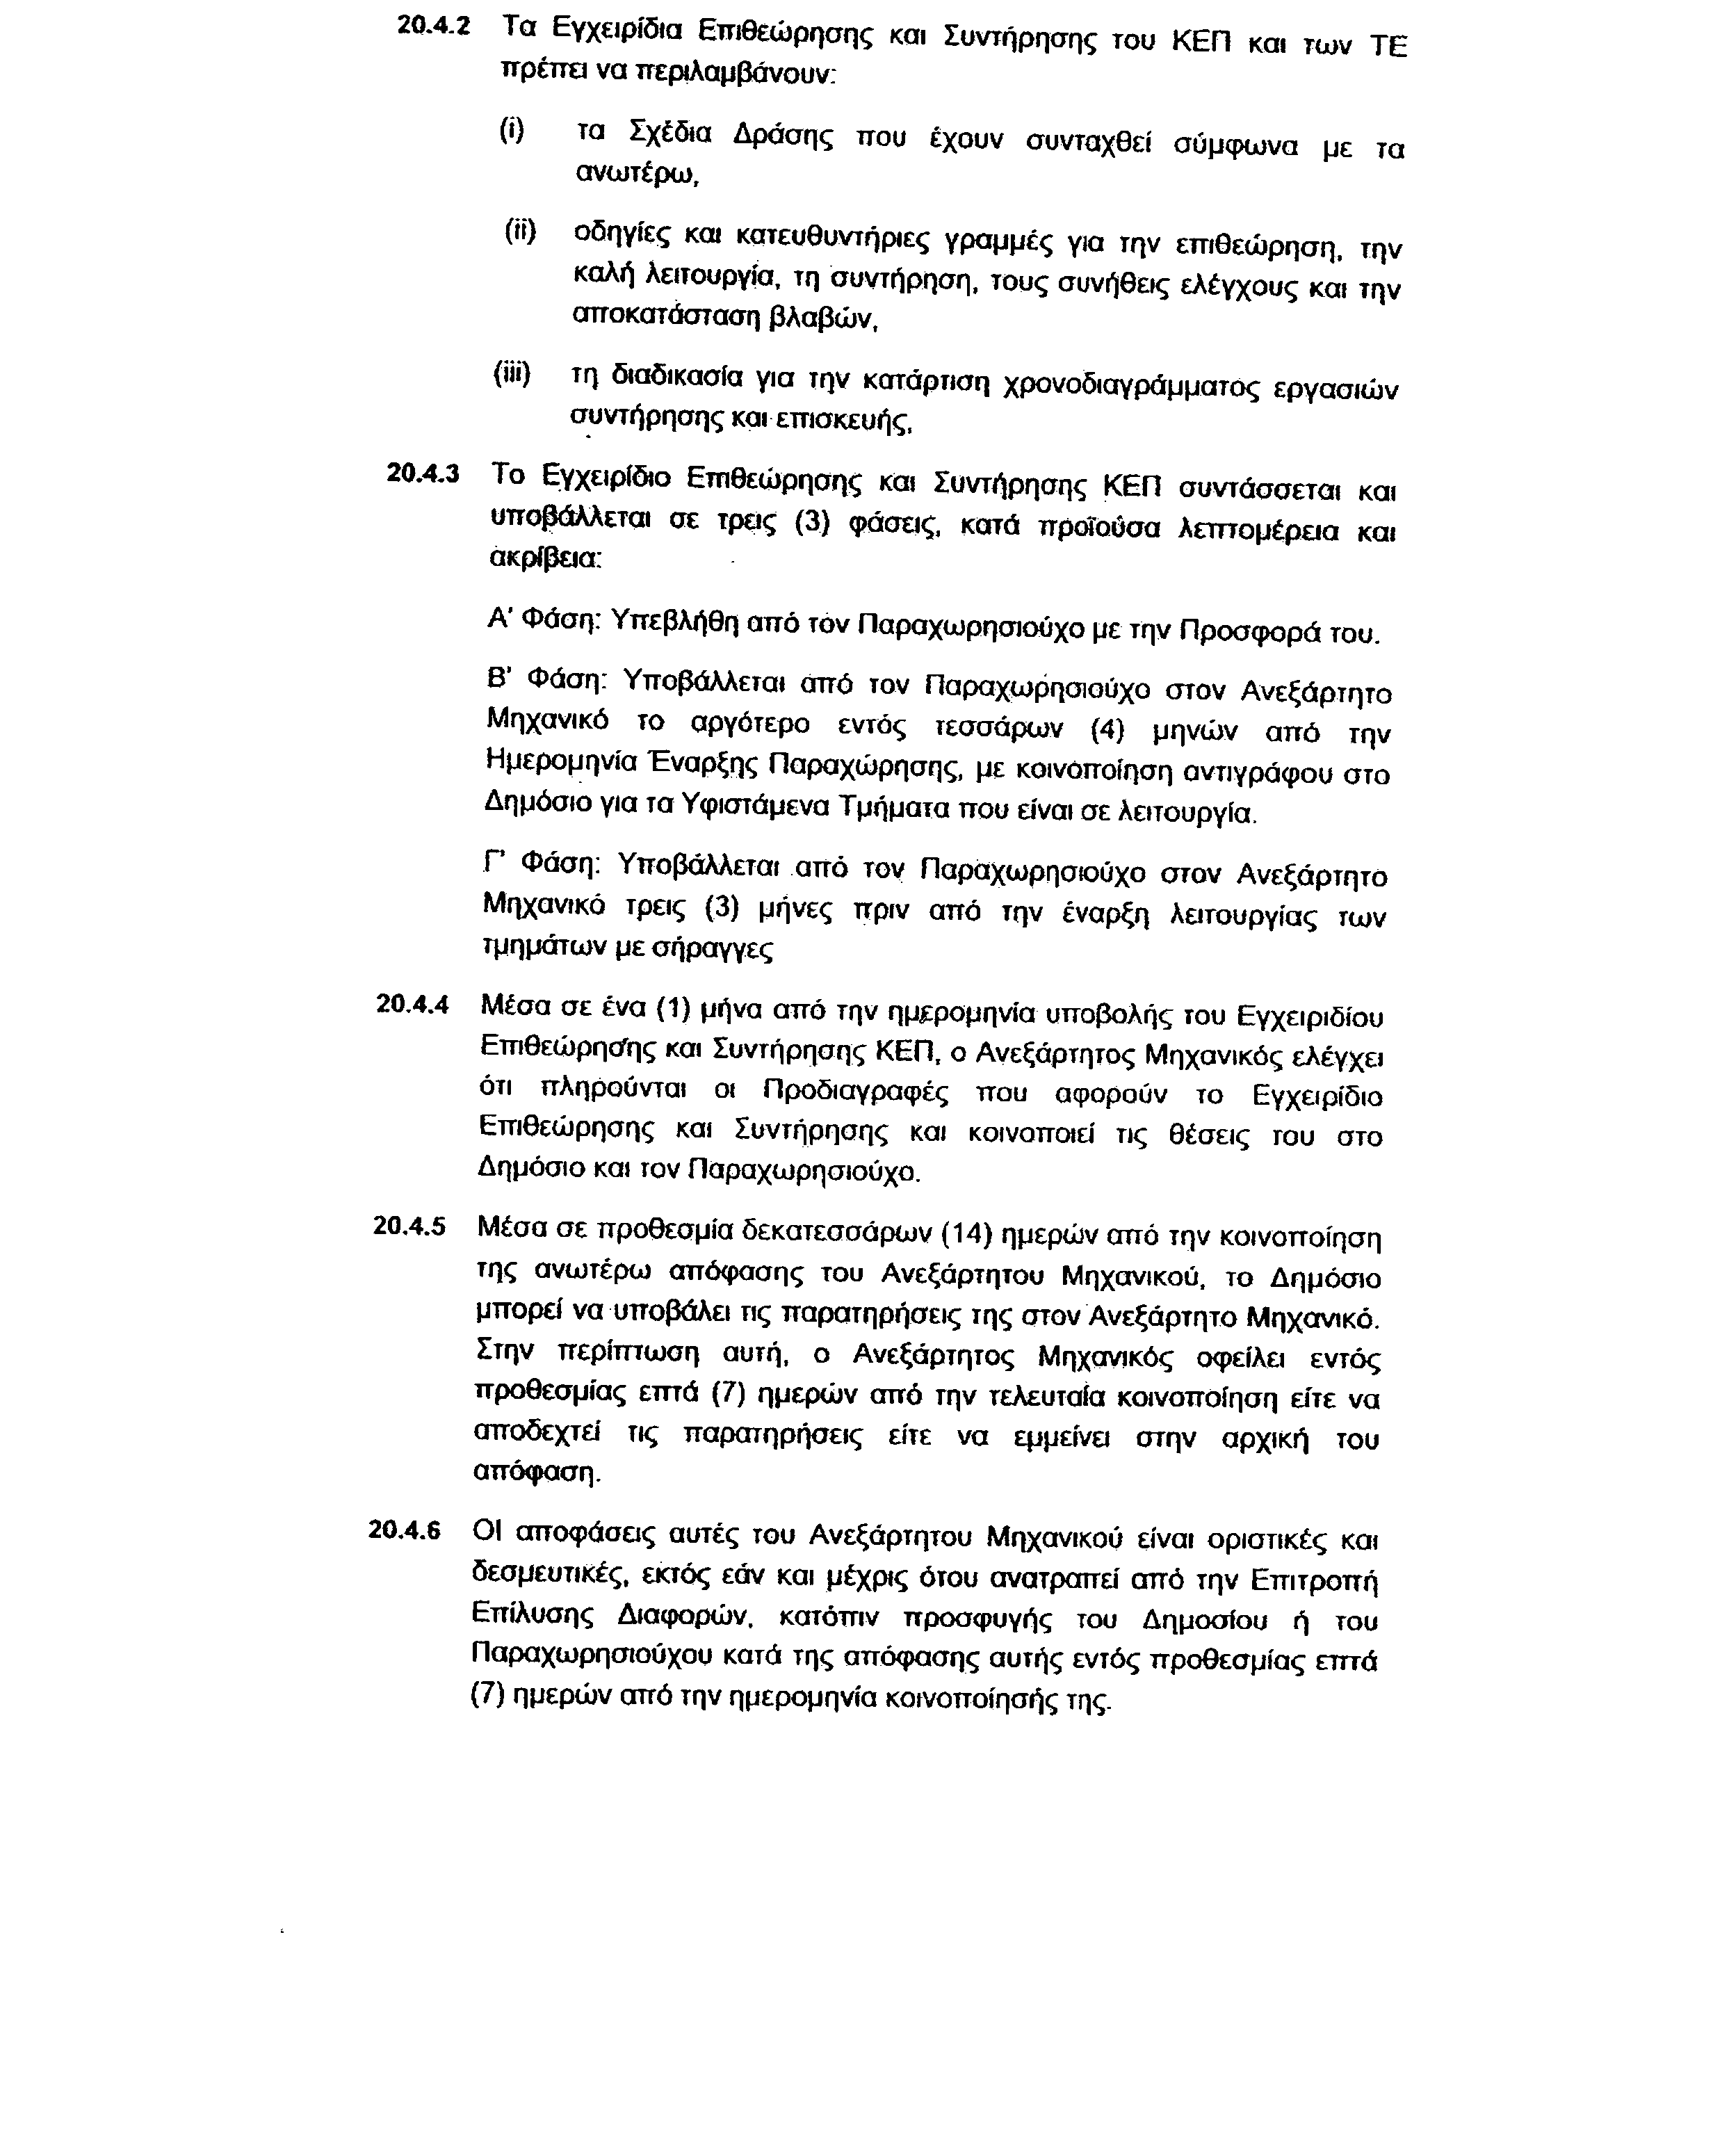 20.4.2 Τα Εγχειρίδια Επιθεώρησης και Συντήρησης του ΚΕΠ και των ΤΕ
πρέπει να περιλαμβάνουν:
(i) τα Σχέδια Δράσης που έχουν συνταχθεί σύμφωνα με τα
ανωτέρω,
(ii) οδηγίες και κατευθυντήριες γραμμές για την επιθεώρηση, την
καλή λειτουργία, τη συντήρηση, τους συνήθεις ελέγχους και την
αποκατάσταση βλαβών,
(iii) τη διαδικασία για την κατάρτιση χρονοδιαγράμματος εργασιών
συντήρησης και επισκευής,
20.4.3 Το Εγχειρίδιο Επιθεώρησης και Συντήρησης ΚΕΠ συντάσσεται και
υποβάλλεται σε τρεις (3) φάσεις, κατά προϊούσα λεπτομέρεια και
ακρίβεια:
Α' Φάση: Υπεβλήθη από τον Παραχωρησιούχο με την Προσφορά του.
Β' Φάση: Υποβάλλεται από τον Παραχωρησιούχο στον Ανεξάρτητο
Μηχανικό το αργότερο εντός τεσσάρων (4) μηνών από την
Ημερομηνία Έναρξης Παραχώρησης, με κοινοποίηση αντιγράφου στο
Δημόσιο για τα Υφιστάμενα Τμήματα που είναι σε λειτουργία.
Γ' Φάση: Υποβάλλεται από τον Παραχωρησιούχο στον Ανεξάρτητο
Μηχανικό τρεις (3) μήνες πριν από την έναρξη λειτουργίας των
τμημάτων με σήραγγες
20.4.4 Μέσα σε ένα (1) μήνα από την ημερομηνία υποβολής του Εγχειριδίου
Επιθεώρησης και Συντήρησης ΚΕΠ, ο Ανεξάρτητος Μηχανικός ελέγχει
ότι πληρούνται οι Προδιαγραφές που αφορούν το Εγχειρίδιο
Επιθεώρησης και Συντήρησης και κοινοποιεί τις θέσεις του στο
Δημόσιο και τον Παραχωρησιούχο.
20.4.5 Μέσα σε προθεσμία δεκατεσσάρων (14) ημερών από την κοινοποίηση
της ανωτέρω απόφασης του Ανεξάρτητου Μηχανικού, το Δημόσιο
μπορεί να υποβάλει τις παρατηρήσεις της στον Ανεξάρτητο Μηχανικό.
Στην περίπτωση αυτή, ο Ανεξάρτητος Μηχανικός οφείλει εντός
προθεσμίας επτά (7) ημερών από την τελευταία κοινοποίηση είτε να
αποδεχτεί τις παρατηρήσεις είτε να εμμείνει στην αρχική του
απόφαση.
20.4.6 ΟΙ αποφάσεις αυτές του Ανεξάρτητου Μηχανικού είναι οριστικές και
δεσμευτικές, εκτός εάν και μέχρις ότου ανατραπεί από την Επιτροπή
Επίλυσης Διαφορών, κατόπιν προσφυγής του Δημοσίου ή του
Παραχωρησιούχου κατά της απόφασης αυτής εντός προθεσμίας επτά
(7) ημερών από την ημερομηνία κοινοποίησής της.